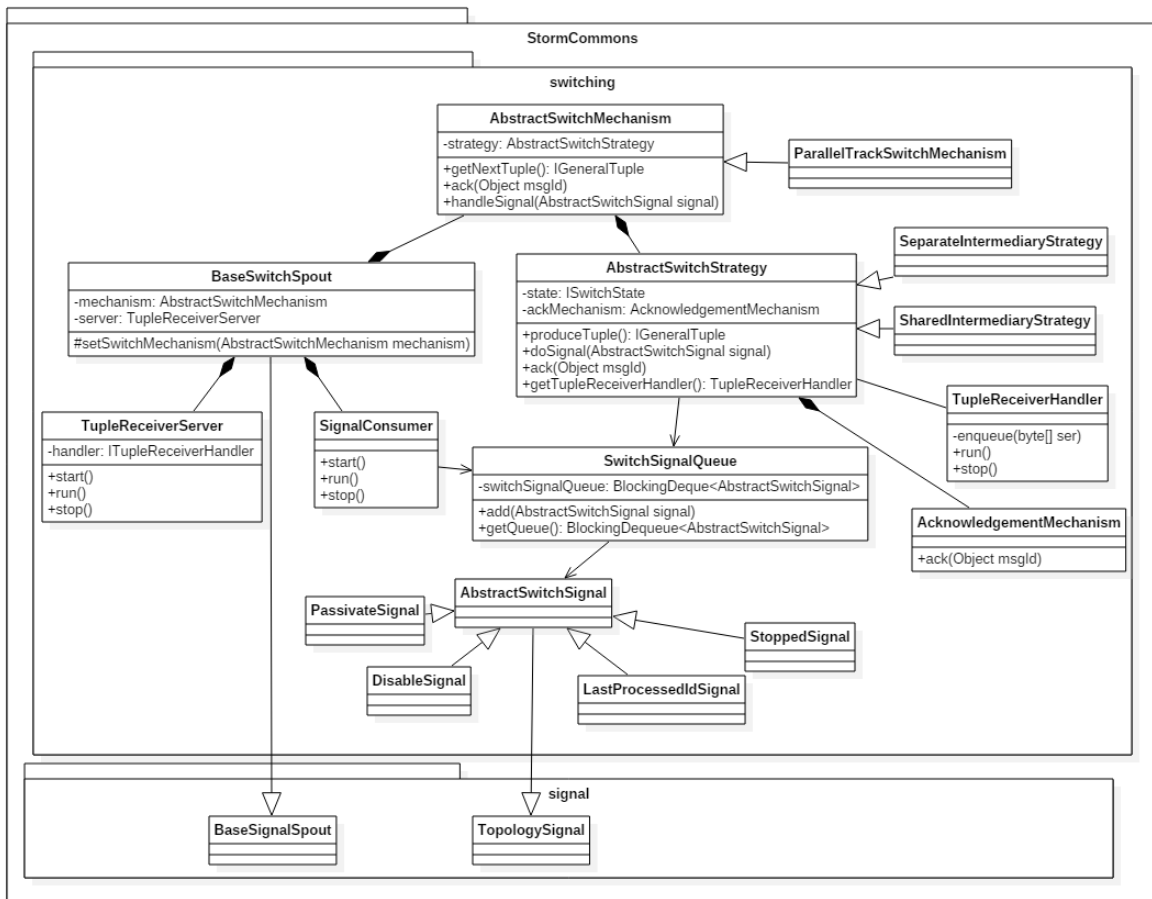 StormCommons
switching
AbstractSwitchMechanism
-strategy: AbstractSwitchStrategy
+getNextTuple(): IGeneralTuple
+ack(Object msgId)
+handleSignal(AbstractSwitchSignal signal)
ParallelTrackSwitchMechanism
BaseSwitchSpout
-mechanism: AbstractSwitchMechanism
-server: TupleReceiverServer
#setSwitchMechanism(AbstractSwitchMechanism mechanism)
AbstractSwitchStrategy
-state: ISwitchState
-ackMechanism: AcknowledgementMechanism
+produceTuple(): IGeneralTuple
+doSignal(AbstractSwitchSignal signal)
+ack(Object msgId)
+getTupleReceiverHandler(): TupleReceiverHandler
SeparateIntermediaryStrategy
SharedIntermediaryStrategy
TupleReceiverServer
-handler: ITupleReceiverHandler
+start()
+run()
+stop()
SignalConsumer
+start()
+run()
+stop()
TupleReceiverHandler
-enqueue(byte[] ser)
+run()
+stop()
SwitchSignalQueue
-switchSignalQueue: BlockingDeque<AbstractSwitchSignal>
+add(AbstractSwitchSignal signal)
+getQueue(): BlockingDequeue<AbstractSwitchSignal>
AcknowledgementMechanism
+ack(Object msgId)
AbstractSwitchSignal
PassivateSignal
DisableSignal
LastProcessedIdSignal
StoppedSignal
signal
BaseSignalSpout
TopologySignal